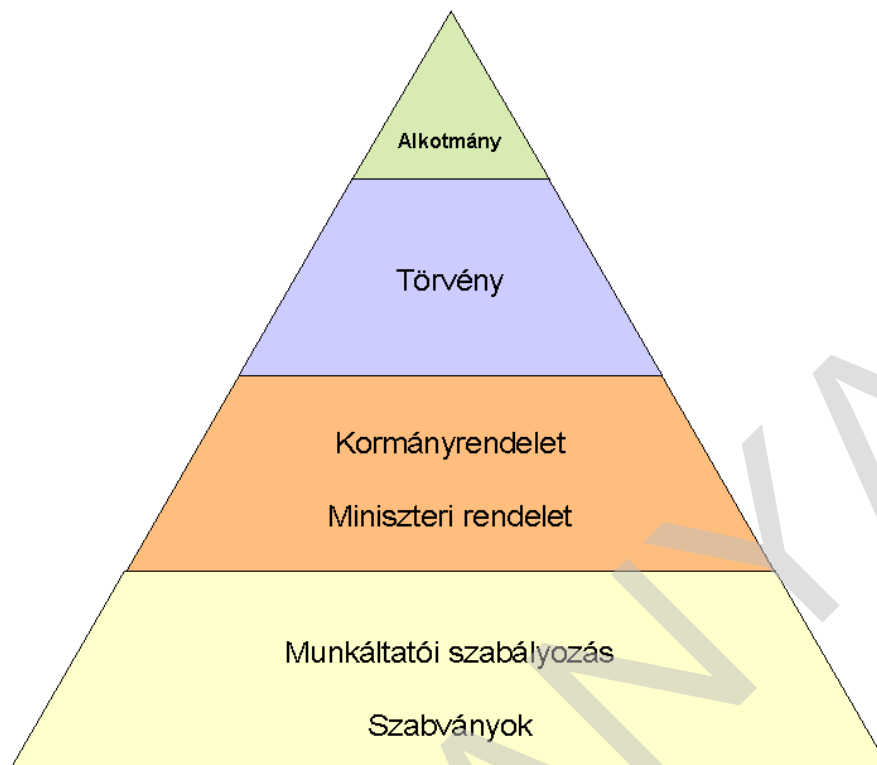 Alkotmány
Törvény
Kormányrendelet
Miniszteri rendelet
Munkáltatói szabályozás
Szabványok